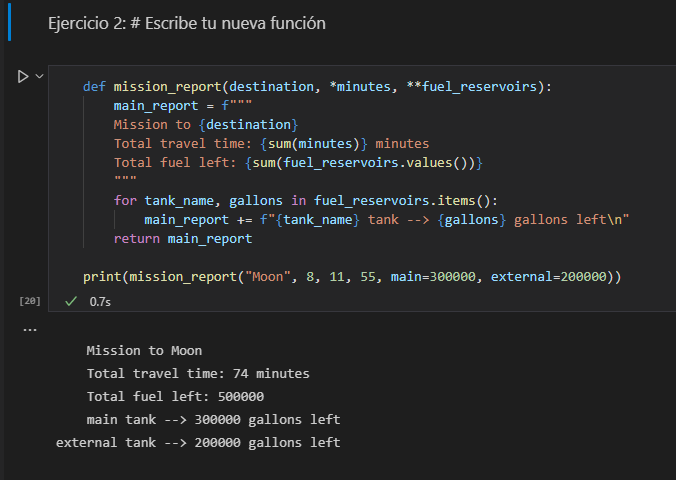 Ejercicio 2: # Escribe tu nueva función
def mission_report(destination, *minutes, **fuel_reservoirs):
    main_report = f"""
    Mission to {destination}
    Total travel time: {sum(minutes)} minutes
    Total fuel left: {sum(fuel_reservoirs.values())}
    """
    for tank_name, gallons in fuel_reservoirs.items():
        main_report += f"{tank_name} tank --> {gallons} gallons left\n"
    return main_report
print(mission_report("Moon", 8, 11, 55, main=300000, external=200000))
[20] 0.7s
...
    Mission to Moon
    Total travel time: 74 minutes
    Total fuel left: 500000
    main tank --> 300000 gallons left
external tank --> 200000 gallons left